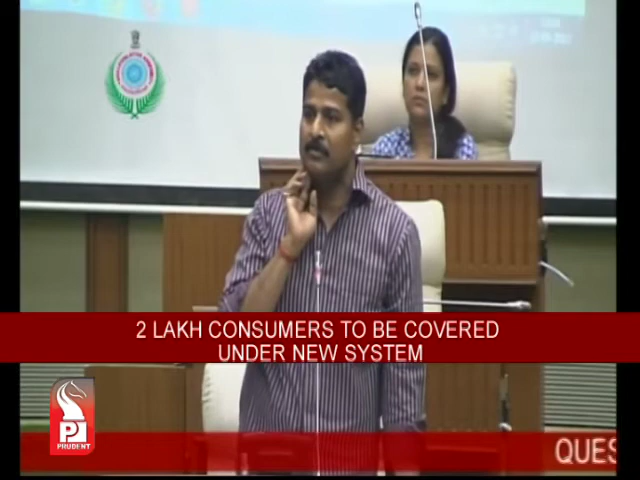 2 LAKH CONSUMERS TO BE COVERED
UNDER NEW SYSTEM
PRUDENT
QUES